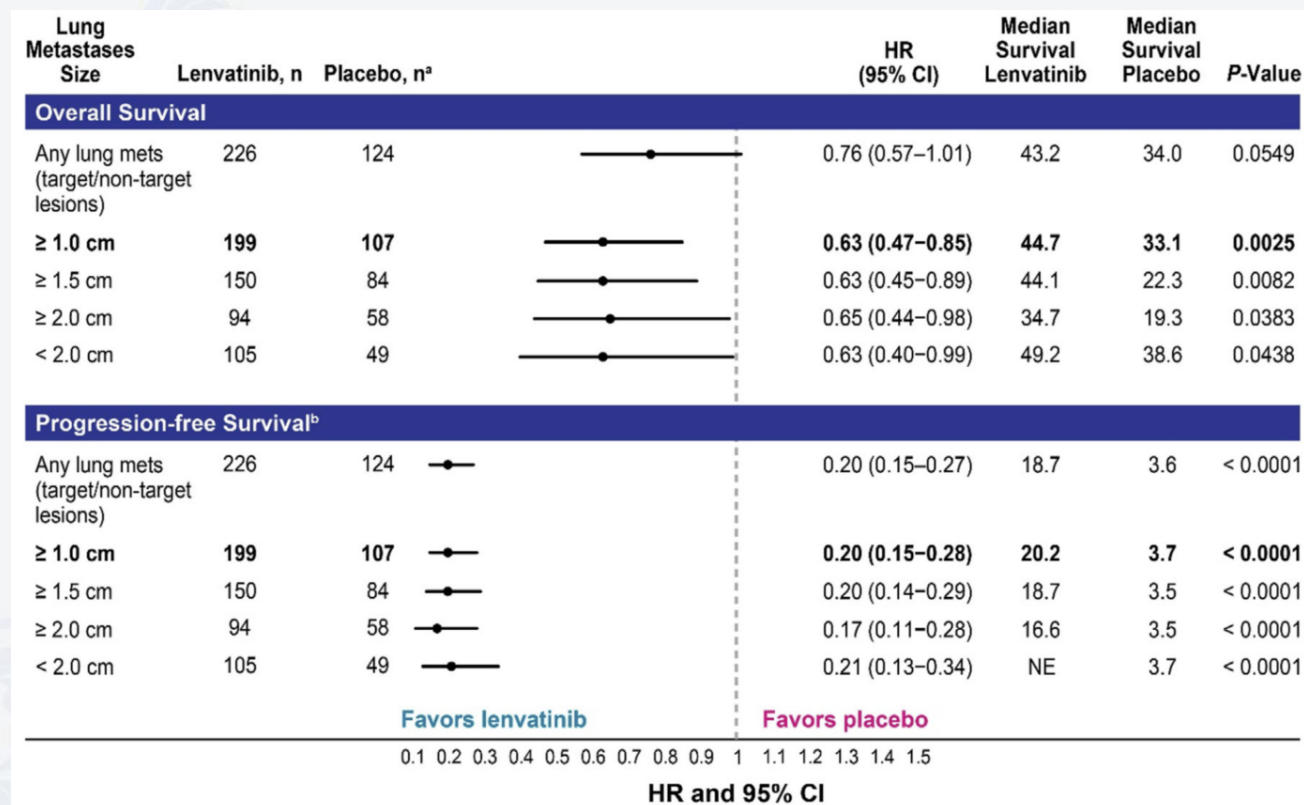 Lung Metastases Size Lenvatinib, n Placebo, nᵃ HR (95% CI) Median Survival Lenvatinib Median Survival Placebo P-Value
Overall Survival
Any lung mets (target/non-target lesions) 226 124 0.76 (0.57–1.01) 43.2 34.0 0.0549
≥ 1.0 cm 199 107 0.63 (0.47–0.85) 44.7 33.1 0.0025
≥ 1.5 cm 150 84 0.63 (0.45–0.89) 44.1 22.3 0.0082
≥ 2.0 cm 94 58 0.65 (0.44–0.98) 34.7 19.3 0.0383
< 2.0 cm 105 49 0.63 (0.40–0.99) 49.2 38.6 0.0438
Progression-free Survivalᵇ
Any lung mets (target/non-target lesions) 226 124 0.20 (0.15–0.27) 18.7 3.6 < 0.0001
≥ 1.0 cm 199 107 0.20 (0.15–0.28) 20.2 3.7 < 0.0001
≥ 1.5 cm 150 84 0.20 (0.14–0.29) 18.7 3.5 < 0.0001
≥ 2.0 cm 94 58 0.17 (0.11–0.28) 16.6 3.5 < 0.0001
< 2.0 cm 105 49 0.21 (0.13–0.34) NE 3.7 < 0.0001
Favors lenvatinib Favors placebo
0.1 0.2 0.3 0.4 0.5 0.6 0.7 0.8 0.9 1 1.1 1.2 1.3 1.4 1.5
HR and 95% CI